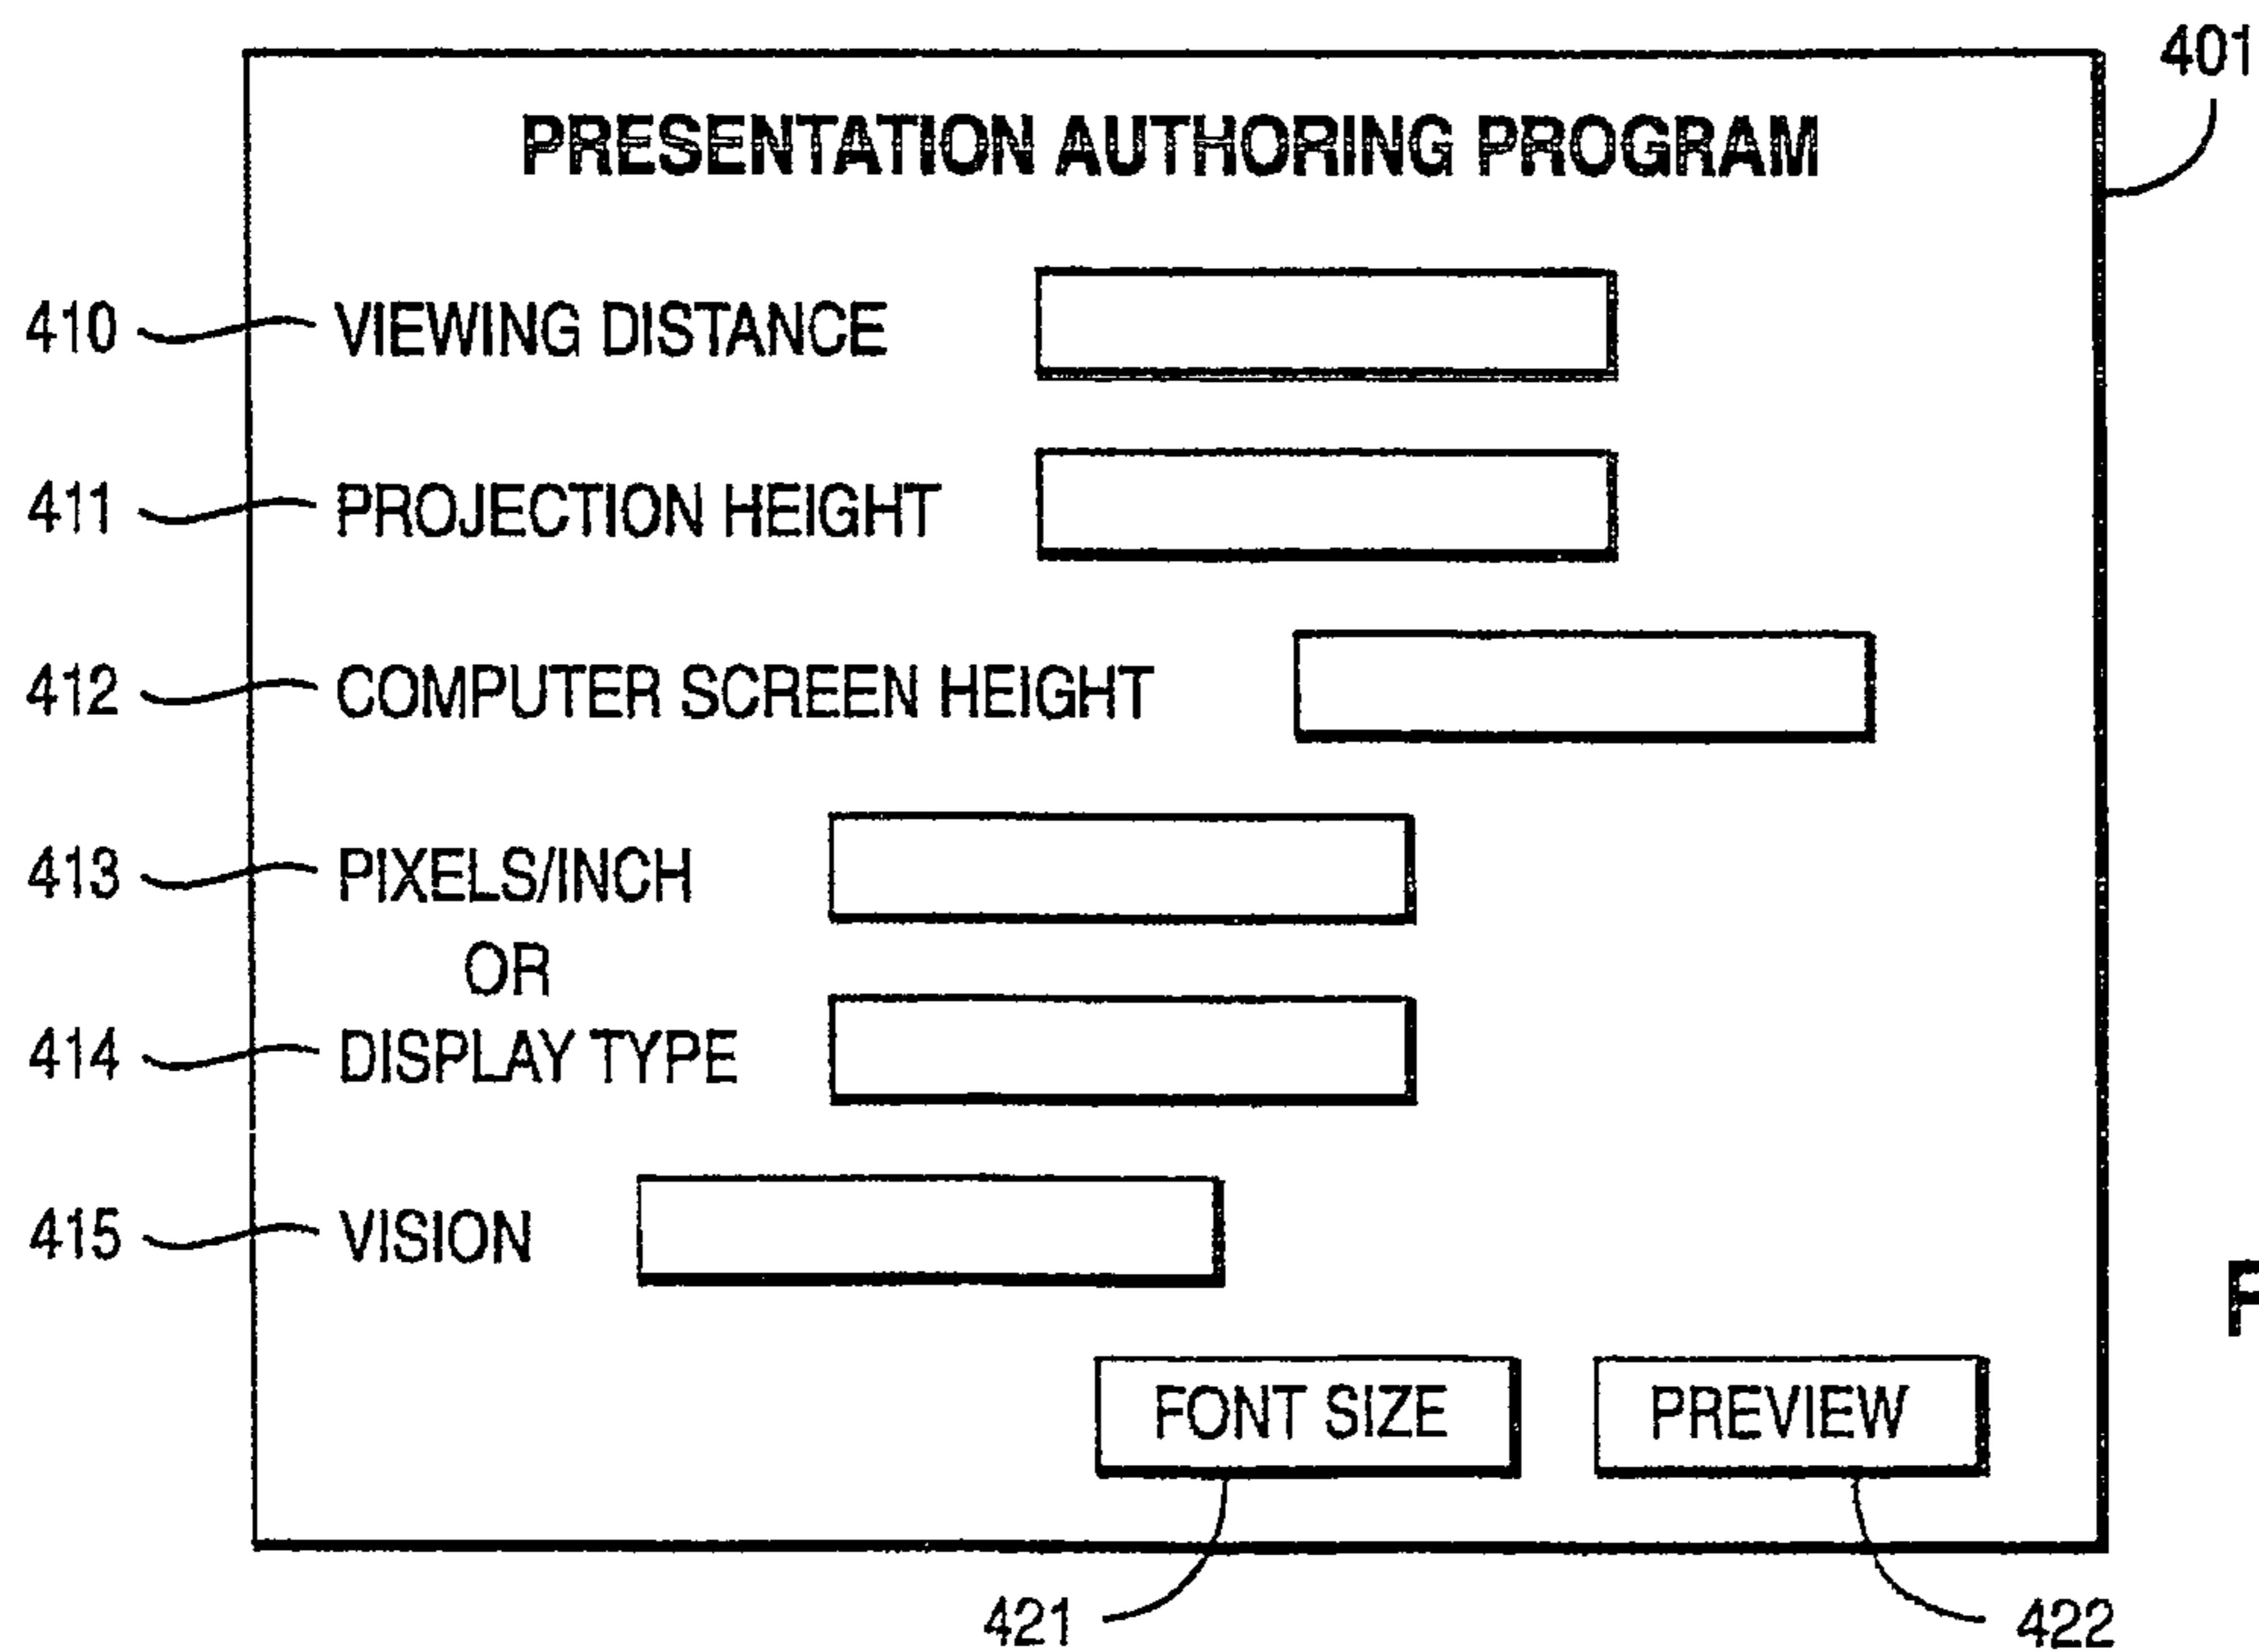 401
PRESENTATION AUTHORING PROGRAM
410 VIEWING DISTANCE
411 PROJECTION HEIGHT
412 COMPUTER SCREEN HEIGHT
413 PIXELS/INCH
OR
414 DISPLAY TYPE
415 VISION
FONT SIZE PREVIEW
421 422